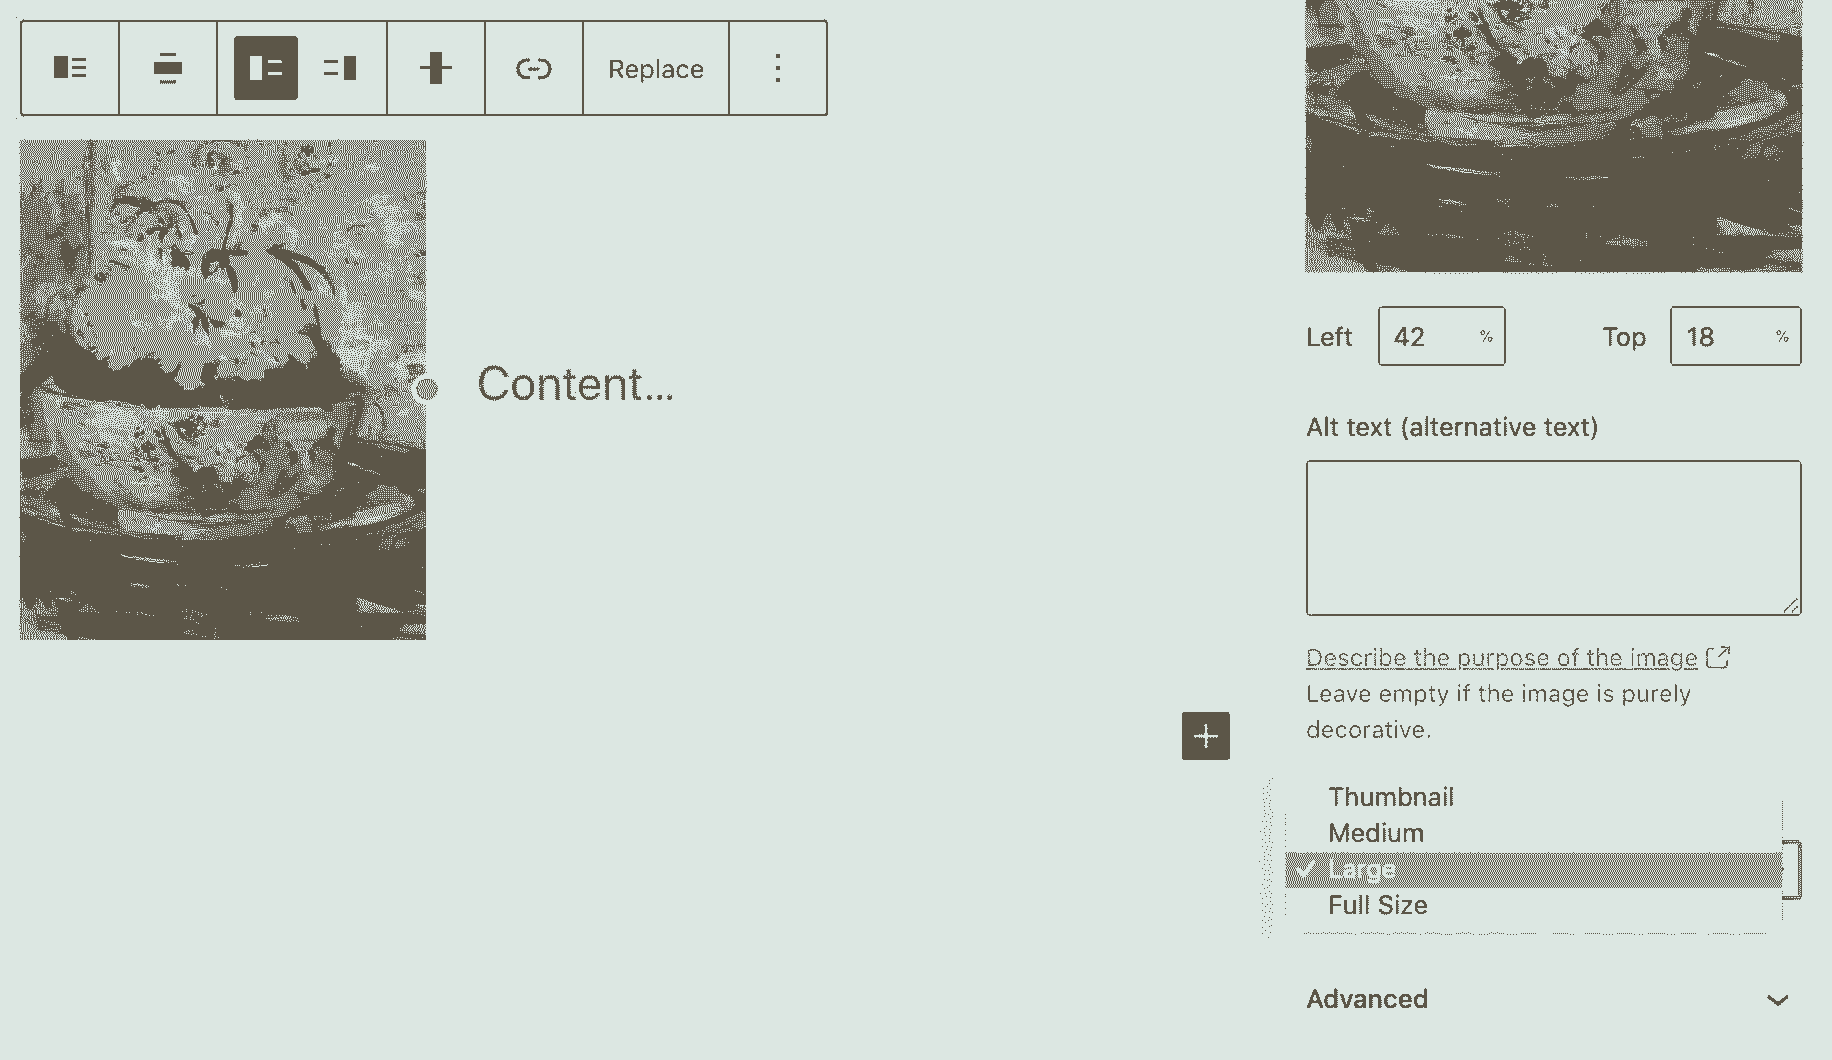 Replace
Content...
Left 42 % Top 18 %
Alt text (alternative text)
Describe the purpose of the image
Leave empty if the image is purely
decorative.
Thumbnail
Medium
Large
Full Size
Advanced